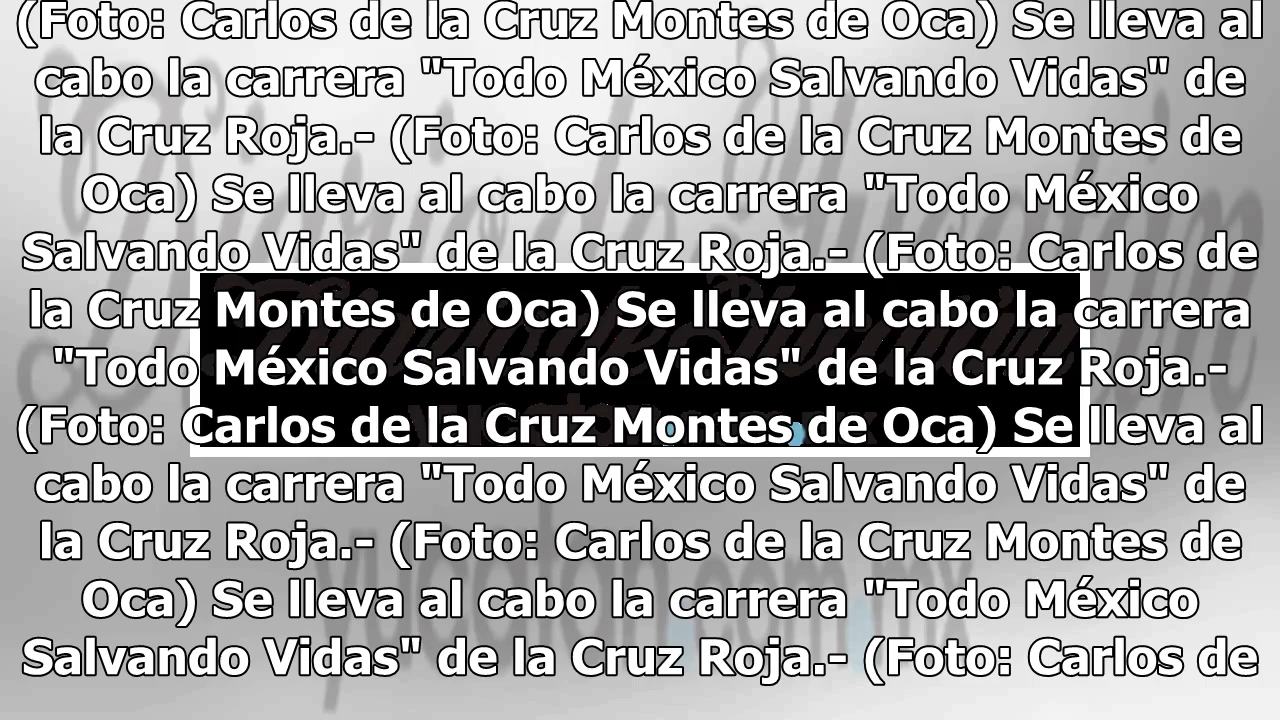 (Foto: Carlos de la Cruz Montes de Oca) Se lleva al
cabo la carrera "Todo México Salvando Vidas" de
la Cruz Roja.- (Foto: Carlos de la Cruz Montes de
Oca) Se lleva al cabo la carrera "Todo México
Salvando Vidas" de la Cruz Roja.- (Foto: Carlos de
la Cruz Montes de Oca) Se lleva al cabo la carrera
"Todo México Salvando Vidas" de la Cruz Roja.-
(Foto: Carlos de la Cruz Montes de Oca) Se lleva al
cabo la carrera "Todo México Salvando Vidas" de
la Cruz Roja.- (Foto: Carlos de la Cruz Montes de
Oca) Se lleva al cabo la carrera "Todo México
Salvando Vidas" de la Cruz Roja.- (Foto: Carlos de